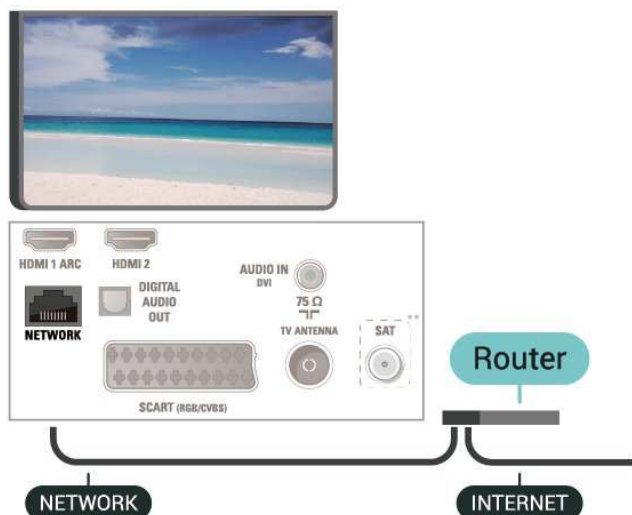 HDMI 1 ARC
HDMI 2
AUDIO IN
DVI
DIGITAL
AUDIO
OUT
75 Ω
NETWORK
TV ANTENNA
SAT
**
SCART (RGB/CVBS)
Router
NETWORK
INTERNET